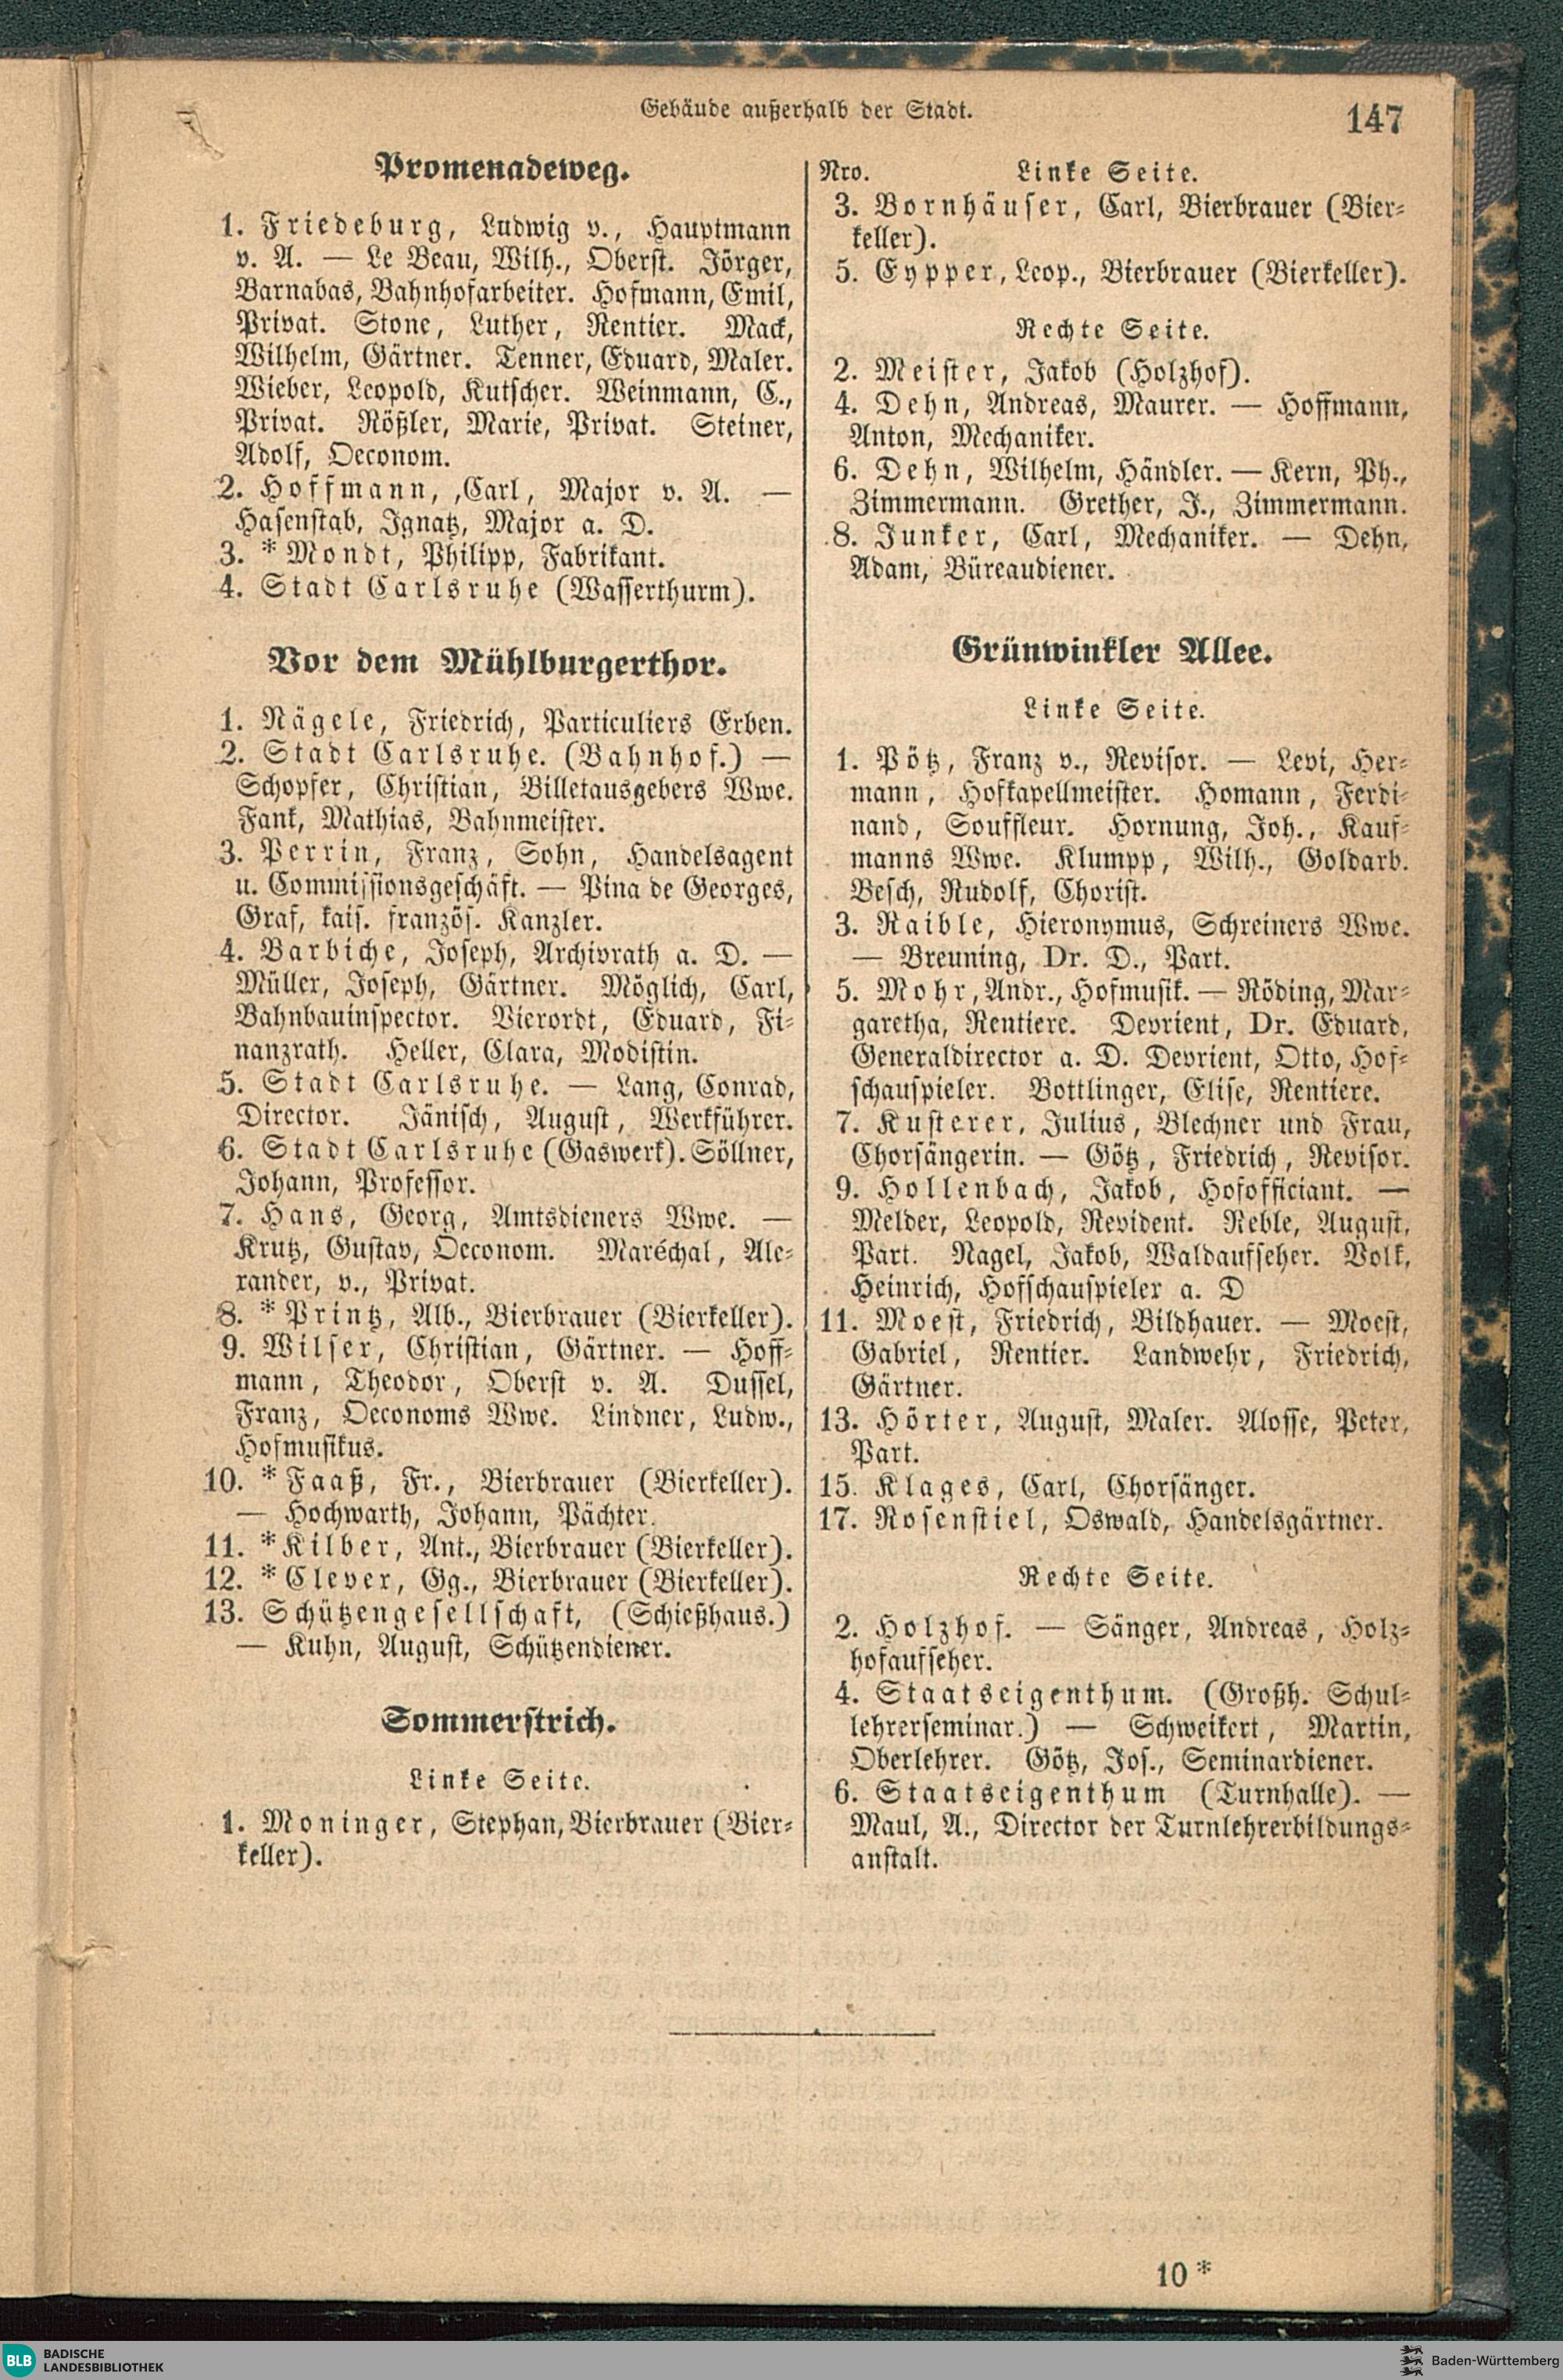 Gebäude außerhalb der Stadt.
147
Promenadeweg.
1. Friedeburg, Ludwig v., Hauptmann
v. A. — Le Beau, Wilh., Oberst. Jörger,
Barnabas, Bahnhofarbeiter. Hofmann, Emil,
Privat. Stone, Luther, Rentier. Mack,
Wilhelm, Gärtner. Tenner, Eduard, Maler.
Wieber, Leopold, Kutscher. Weinmann, C.,
Privat. Rößler, Marie, Privat. Steiner,
Adolf, Oeconom.
2. Hoffmann, ,Carl, Major v. A. —
Hasenstab, Ignatz, Major a. D.
3. * Mondt, Philipp, Fabrikant.
4. Stadt Carlsruhe (Wasserthurm).
Vor dem Mühlburgerthor.
1. Nägele, Friedrich, Particuliers Erben.
2. Stadt Carlsruhe. (Bahnhof.) —
Schopfer, Christian, Billetausgebers Wwe.
Fank, Mathias, Bahnmeister.
3. Perrin, Franz, Sohn, Handelsagent
u. Commissionsgeschäft. — Pina de Georges,
Graf, kais. französ. Kanzler.
4. Barbiche, Joseph, Archivrath a. D. —
Müller, Joseph, Gärtner. Möglich, Carl,
Bahnbauinspector. Vierordt, Eduard, Fi-
nanzrath. Heller, Clara, Modistin.
5. Stadt Carlsruhe. — Lang, Conrad,
Director. Jänisch, August, Werkführer.
6. Stadt Carlsruhe (Gaswerk). Söllner,
Johann, Professor.
7. Hans, Georg, Amtsdieners Wwe. —
Krutz, Gustav, Oeconom. Maréchal, Ale-
xander, v., Privat.
8. * Printz, Alb., Bierbrauer (Bierkeller).
9. Wilser, Christian, Gärtner. — Hoff-
mann, Theodor, Oberst v. A. Dussel,
Franz, Oeconoms Wwe. Lindner, Ludw.,
Hofmusikus.
10. * Faaß, Fr., Bierbrauer (Bierkeller).
— Hochwarth, Johann, Pächter.
11. * Kilber, Ant., Bierbrauer (Bierkeller).
12. * Clever, Gg., Bierbrauer (Bierkeller).
13. Schützengesellschaft, (Schießhaus.)
— Kuhn, August, Schützendiener.
Sommerstrich.
Linke Seite.
1. Moninger, Stephan, Bierbrauer (Bier-
keller).
Nro. Linke Seite.
3. Bornhäuser, Carl, Bierbrauer (Bier-
keller).
5. Eypper, Leop., Bierbrauer (Bierkeller).
Rechte Seite.
2. Meister, Jakob (Holzhof).
4. Dehn, Andreas, Maurer. — Hoffmann,
Anton, Mechaniker.
6. Dehn, Wilhelm, Händler. — Kern, Ph.,
Zimmermann. Grether, J., Zimmermann.
8. Junker, Carl, Mechaniker. — Dehn,
Adam, Büreaudiener.
Grünwinkler Allee.
Linke Seite.
1. Pötz, Franz v., Revisor. — Levi, Her-
mann, Hofkapellmeister. Homann, Ferdi-
nand, Souffleur. Hornung, Joh., Kauf-
manns Wwe. Klumpp, Wilh., Goldarb.
Besch, Rudolf, Chorist.
3. Raible, Hieronymus, Schreiners Wwe.
— Breuning, Dr. D., Part.
5. Mohr, Andr., Hofmusik. — Röding, Mar-
garetha, Rentiere. Devrient, Dr. Eduard,
Generaldirector a. D. Devrient, Otto, Hof-
schauspieler. Bottlinger, Elise, Rentiere.
7. Kusterer, Julius, Blechner und Frau,
Chorsängerin. — Götz, Friedrich, Revisor.
9. Hollenbach, Jakob, Hofofficiant. —
Melder, Leopold, Revident. Reble, August,
Part. Nagel, Jakob, Waldaufseher. Volk,
Heinrich, Hofschauspieler a. D
11. Moest, Friedrich, Bildhauer. — Moest,
Gabriel, Rentier. Landwehr, Friedrich,
Gärtner.
13. Hörter, August, Maler. Alosse, Peter,
Part.
15. Klages, Carl, Chorsänger.
17. Rosenstiel, Oswald, Handelsgärtner.
Rechte Seite.
2. Holzhof. — Sänger, Andreas, Holz-
hofaufseher.
4. Staatseigenthum. (Großh. Schul-
lehrerseminar.) — Schweikert, Martin,
Oberlehrer. Götz, Jos., Seminardiener.
6. Staatseigenthum (Turnhalle). —
Maul, A., Director der Turnlehrerbildungs-
anstalt.
10*
BLB BADISCHE
LANDESBIBLIOTHEK
Baden-Württemberg